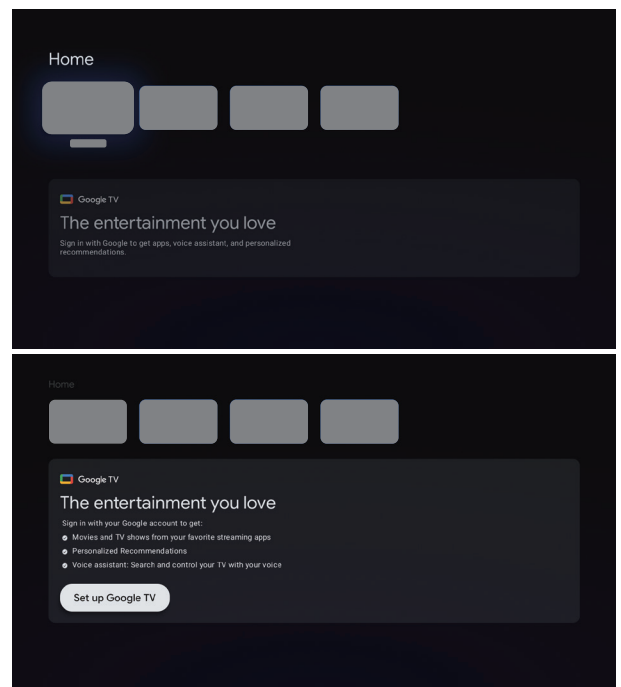 Home
Google TV
The entertainment you love
Sign in with Google to get apps, voice assistant, and personalized
recommendations.
Home
Google TV
The entertainment you love
Sign in with your Google account to get:
Movies and TV shows from your favorite streaming apps
Personalized Recommendations
Voice assistant: Search and control your TV with your voice
Set up Google TV